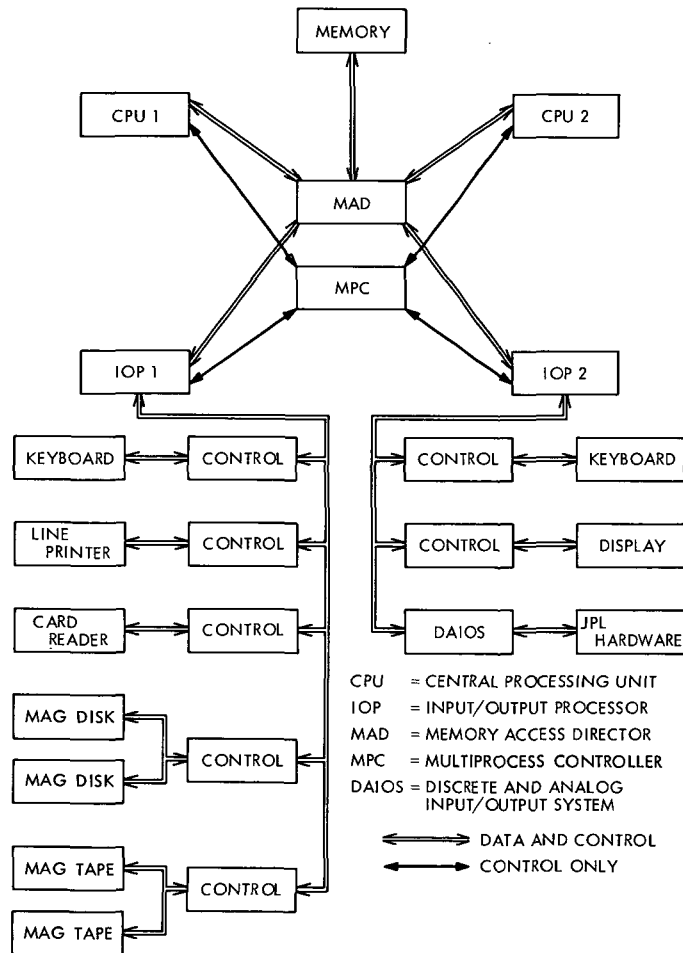 MEMORY
CPU 1
CPU 2
MAD
MPC
IOP 1
IOP 2
KEYBOARD
CONTROL
CONTROL
KEYBOARD
LINE
PRINTER
CONTROL
CONTROL
DISPLAY
CARD
READER
CONTROL
DAIOS
JPL
HARDWARE
MAG DISK
CONTROL
MAG DISK
MAG TAPE
CONTROL
MAG TAPE
CPU = CENTRAL PROCESSING UNIT
IOP = INPUT/OUTPUT PROCESSOR
MAD = MEMORY ACCESS DIRECTOR
MPC = MULTIPROCESS CONTROLLER
DAIOS = DISCRETE AND ANALOG
INPUT/OUTPUT SYSTEM
DATA AND CONTROL
CONTROL ONLY